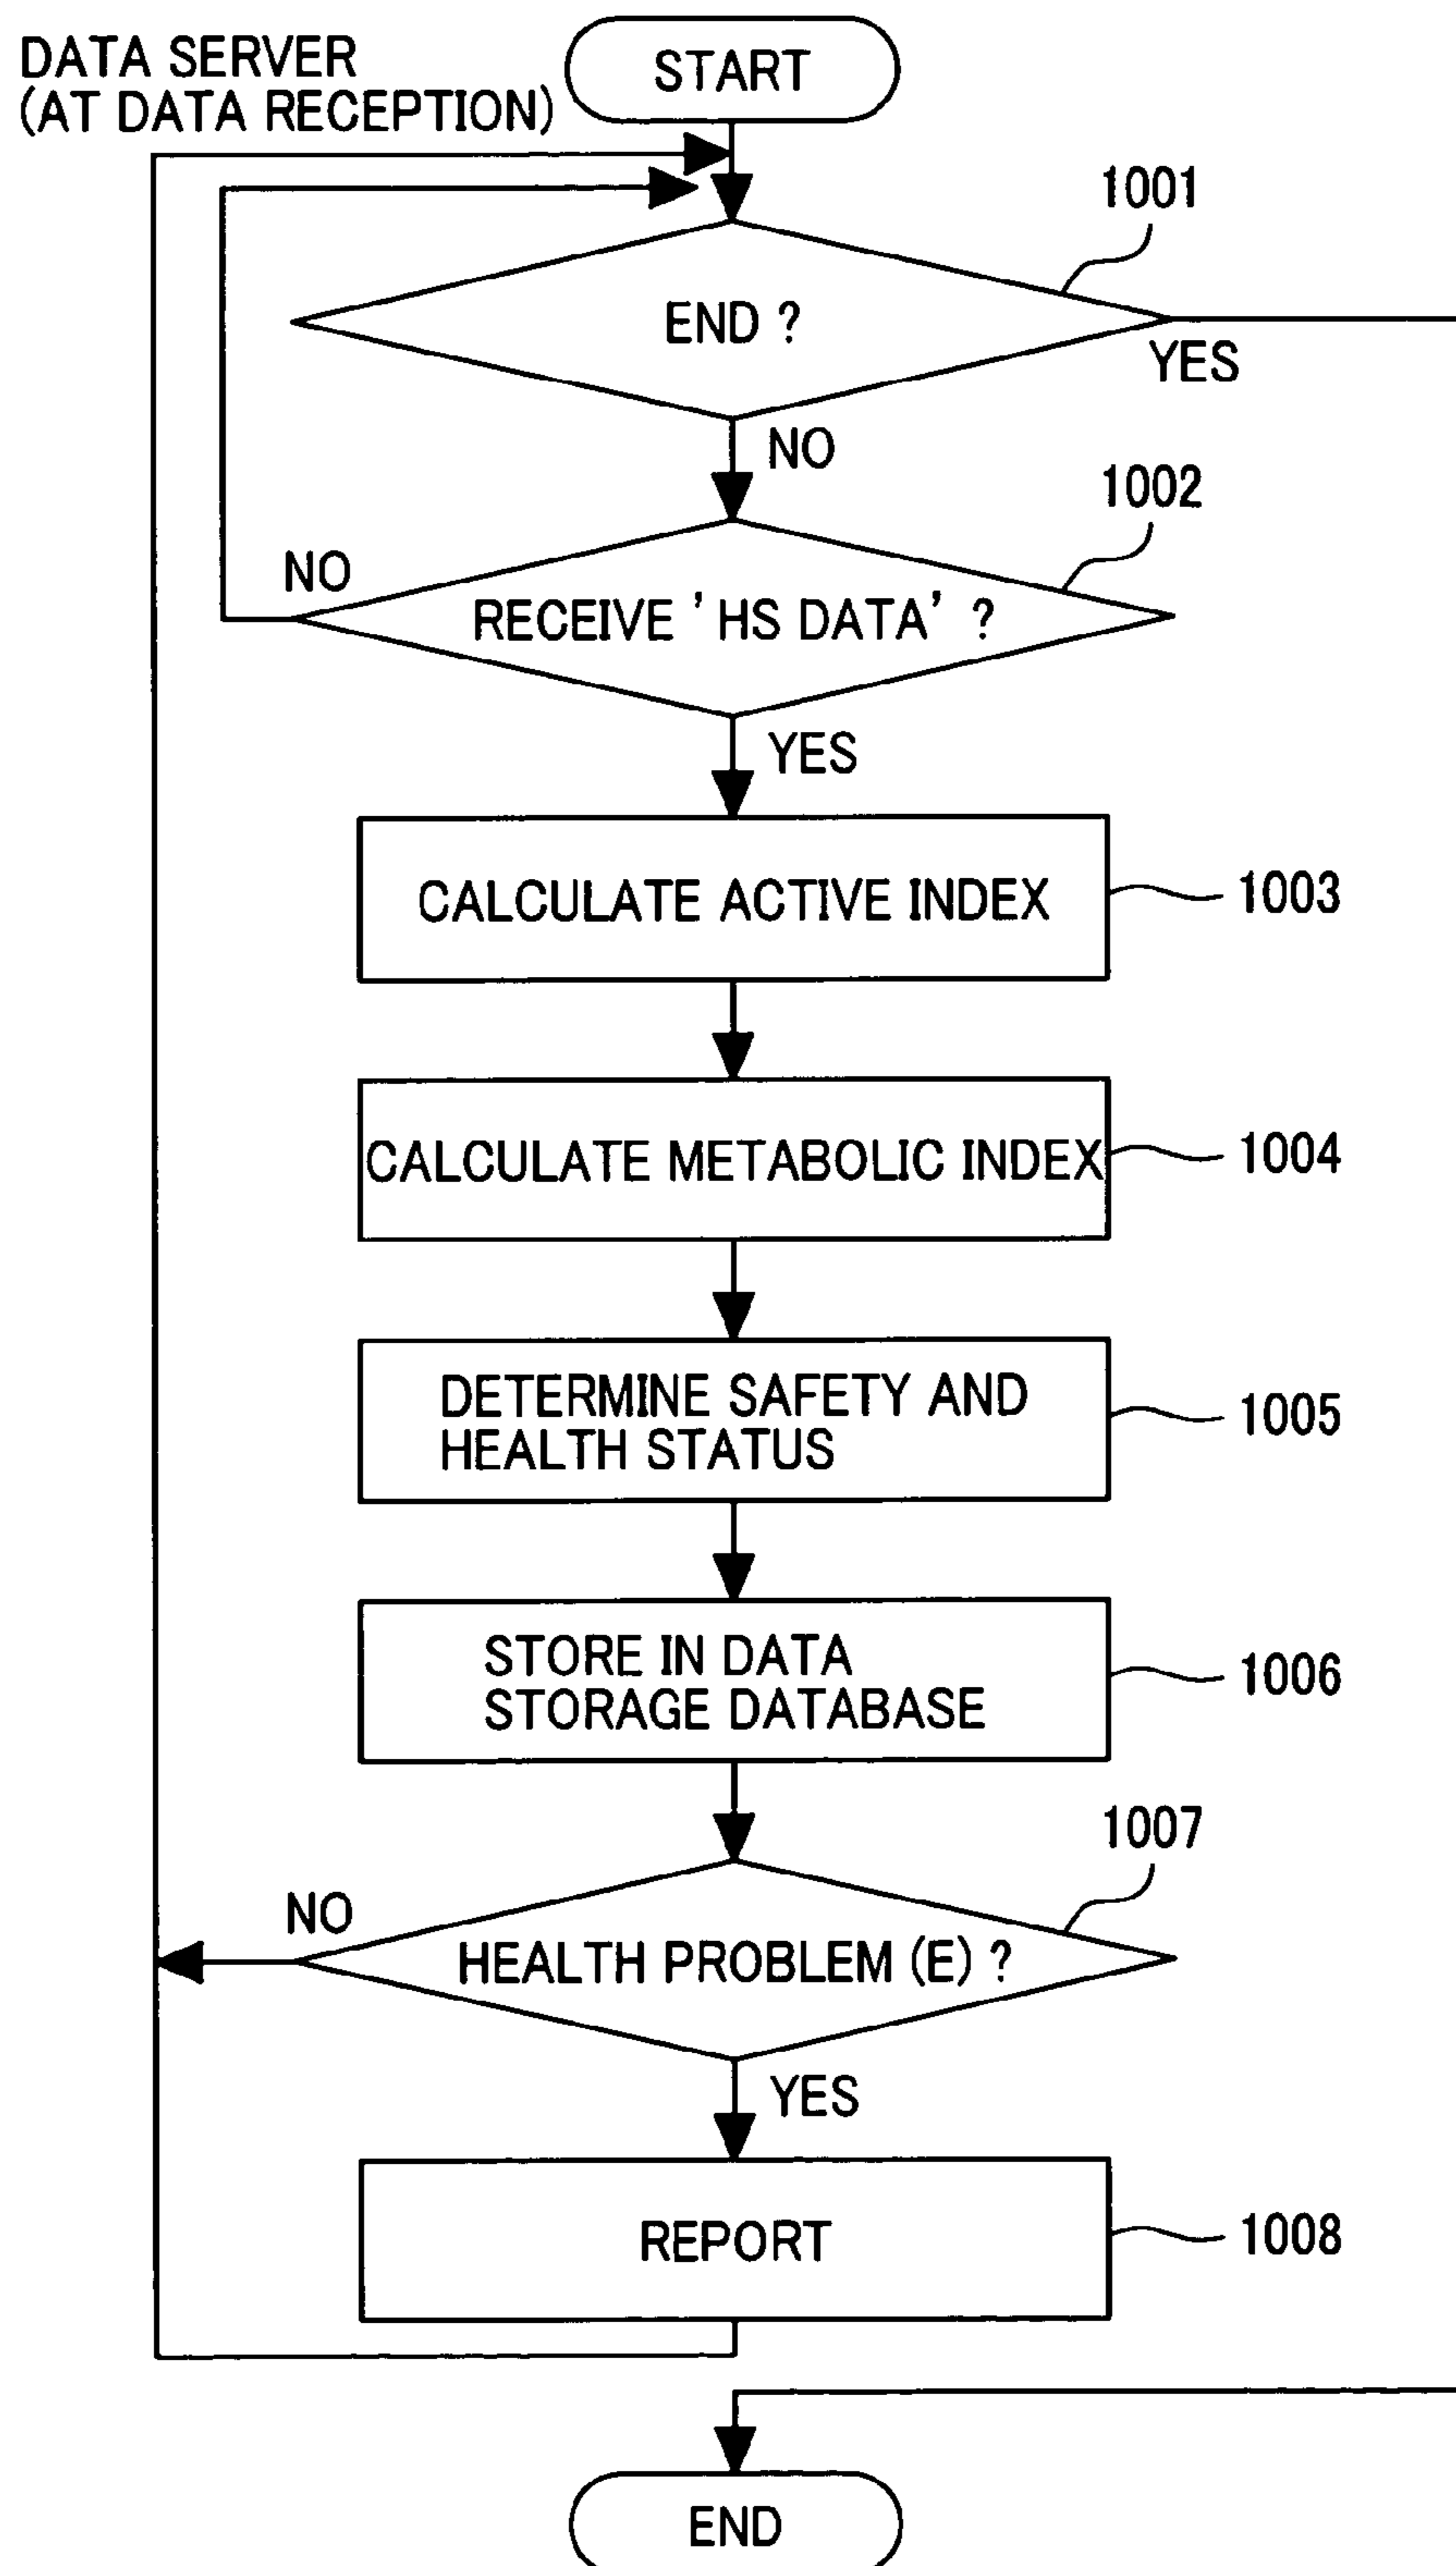 DATA SERVER
(AT DATA RECEPTION)
START
1001
END ?
YES
NO
1002
NO
RECEIVE ' HS DATA' ?
YES
CALCULATE ACTIVE INDEX
1003
CALCULATE METABOLIC INDEX
1004
DETERMINE SAFETY AND
HEALTH STATUS
1005
STORE IN DATA
STORAGE DATABASE
1006
1007
NO
HEALTH PROBLEM (E) ?
YES
REPORT
1008
END